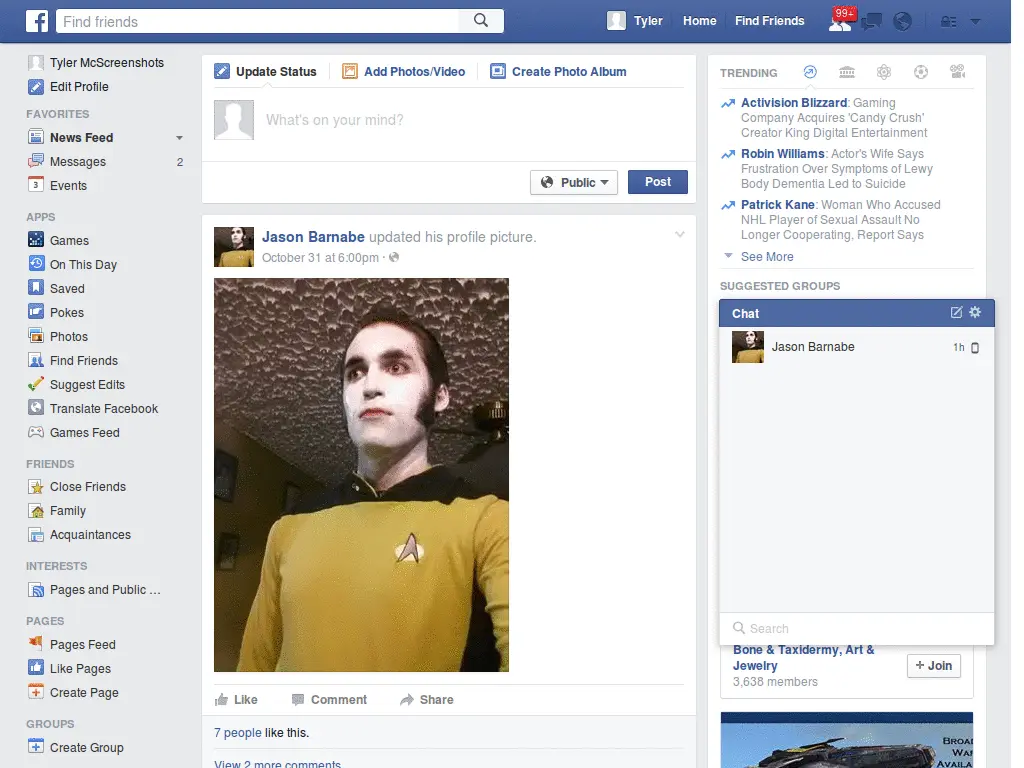 Find friends
Tyler
Home
Find Friends
99+
Tyler McScreenshots
Edit Profile
FAVORITES
News Feed
Messages 2
3 Events
APPS
Games
On This Day
Saved
Pokes
Photos
Find Friends
Suggest Edits
Translate Facebook
Games Feed
FRIENDS
Close Friends
Family
Acquaintances
INTERESTS
Pages and Public ...
PAGES
Pages Feed
Like Pages
Create Page
GROUPS
Create Group
Update Status
Add Photos/Video
Create Photo Album
What's on your mind?
Public
Post
Jason Barnabe updated his profile picture.
October 31 at 6:00pm ·
Like
Comment
Share
7 people like this.
View 2 more comments
TRENDING
Activision Blizzard: Gaming
Company Acquires 'Candy Crush'
Creator King Digital Entertainment
Robin Williams: Actor's Wife Says
Frustration Over Symptoms of Lewy
Body Dementia Led to Suicide
Patrick Kane: Woman Who Accused
NHL Player of Sexual Assault No
Longer Cooperating, Report Says
See More
SUGGESTED GROUPS
Chat
Jason Barnabe
1h
Search
Bone & Taxidermy, Art &
Jewelry
3,638 members
+ Join